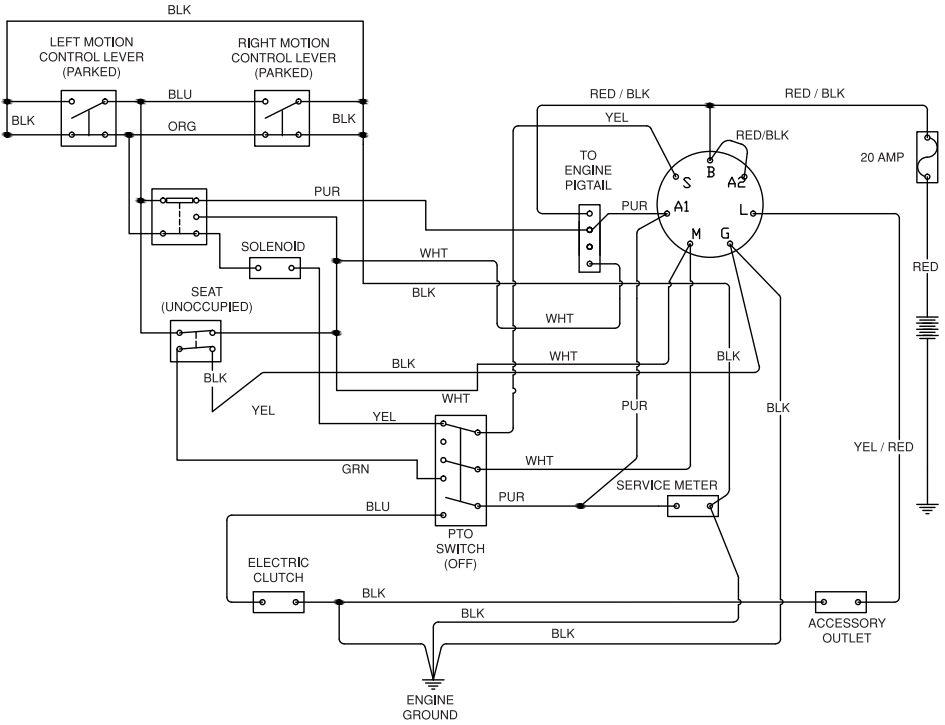 BLK
LEFT MOTION
CONTROL LEVER
(PARKED)
RIGHT MOTION
CONTROL LEVER
(PARKED)
BLU
BLK
BLK
ORG
RED / BLK
RED / BLK
YEL
RED/BLK
20 AMP
TO
ENGINE
PIGTAIL
S
B
A2
A1
L
M
G
PUR
PUR
SOLENOID
WHT
RED
BLK
SEAT
(UNOCCUPIED)
WHT
WHT
BLK
BLK
BLK
WHT
YEL
YEL
PUR
BLK
YEL / RED
GRN
WHT
SERVICE METER
BLU
PUR
PTO
SWITCH
(OFF)
ELECTRIC
CLUTCH
BLK
BLK
BLK
ACCESSORY
OUTLET
ENGINE
GROUND